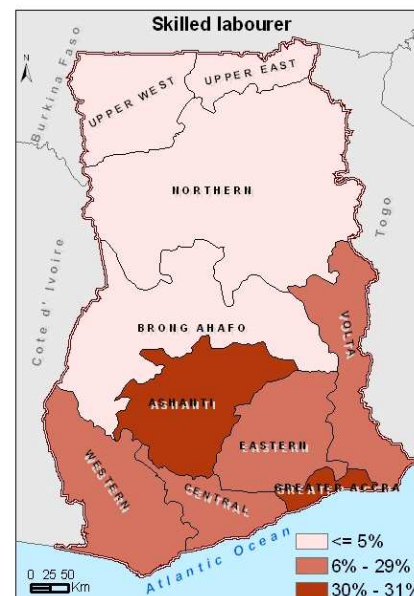 Skilled labourer
N
Burkina Faso
UPPER WEST
UPPER EAST
NORTHERN
Togo
Cote d' Ivoire
BRONG AHAFO
VOLTA
ASHANTI
EASTERN
WESTERN
CENTRAL
GREATER ACCRA
Atlantic Ocean
0 25 50
Km
<= 5%
6% - 29%
30% - 31%